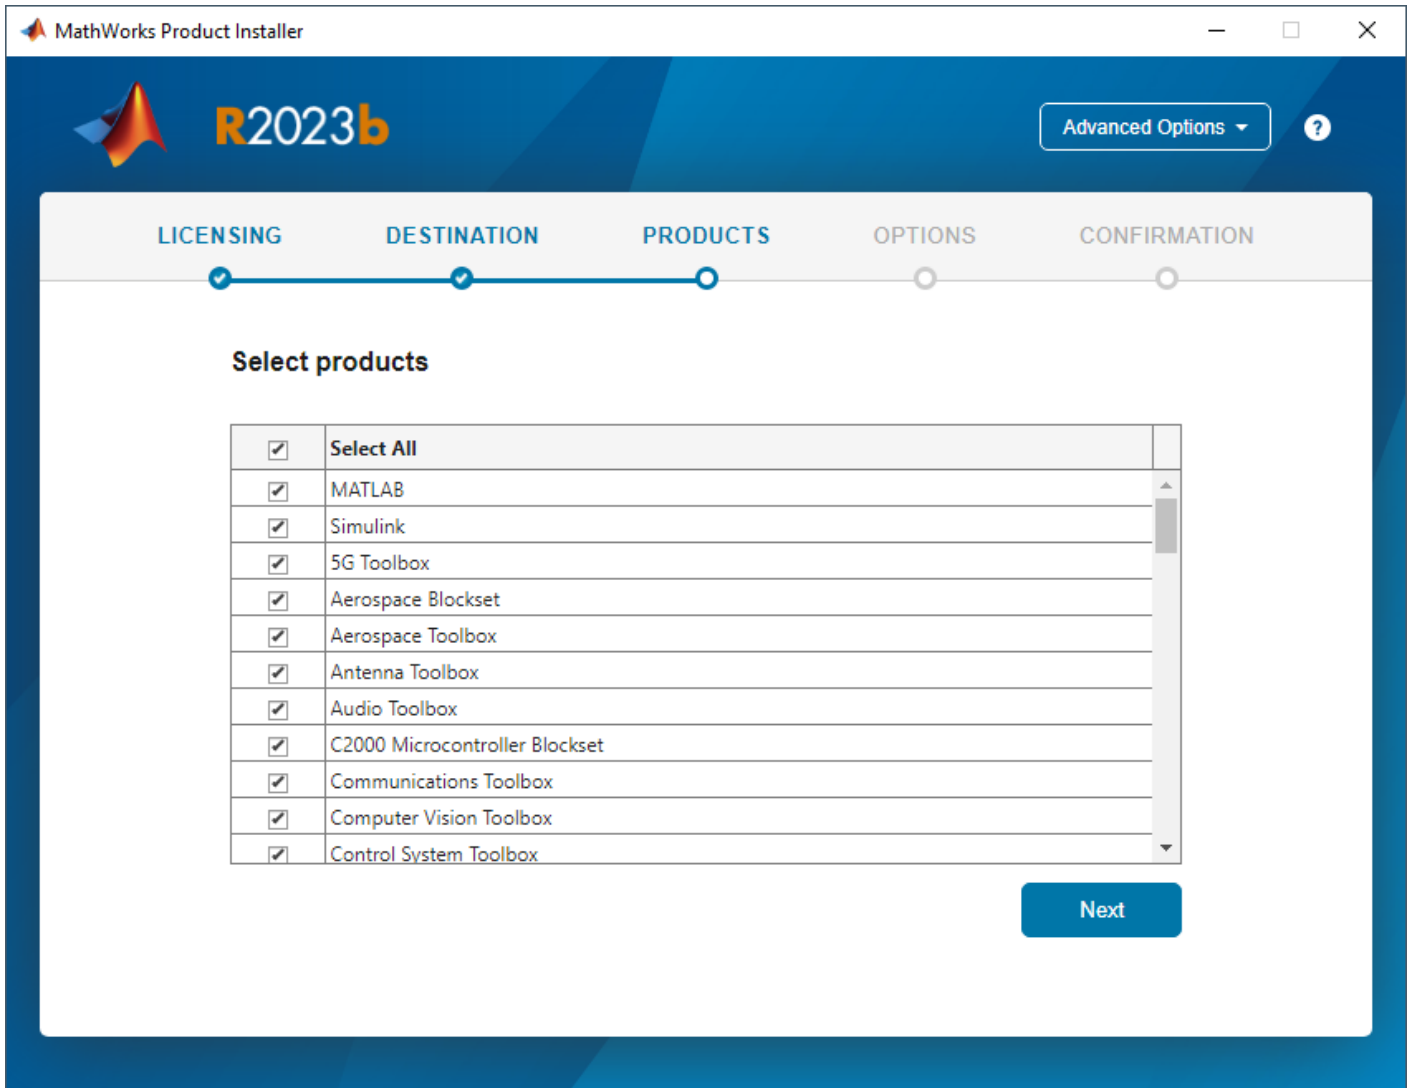 MathWorks Product Installer
R2023b
Advanced Options
?
LICENSING DESTINATION PRODUCTS OPTIONS CONFIRMATION
Select products
Select All
MATLAB
Simulink
5G Toolbox
Aerospace Blockset
Aerospace Toolbox
Antenna Toolbox
Audio Toolbox
C2000 Microcontroller Blockset
Communications Toolbox
Computer Vision Toolbox
Control System Toolbox
Next